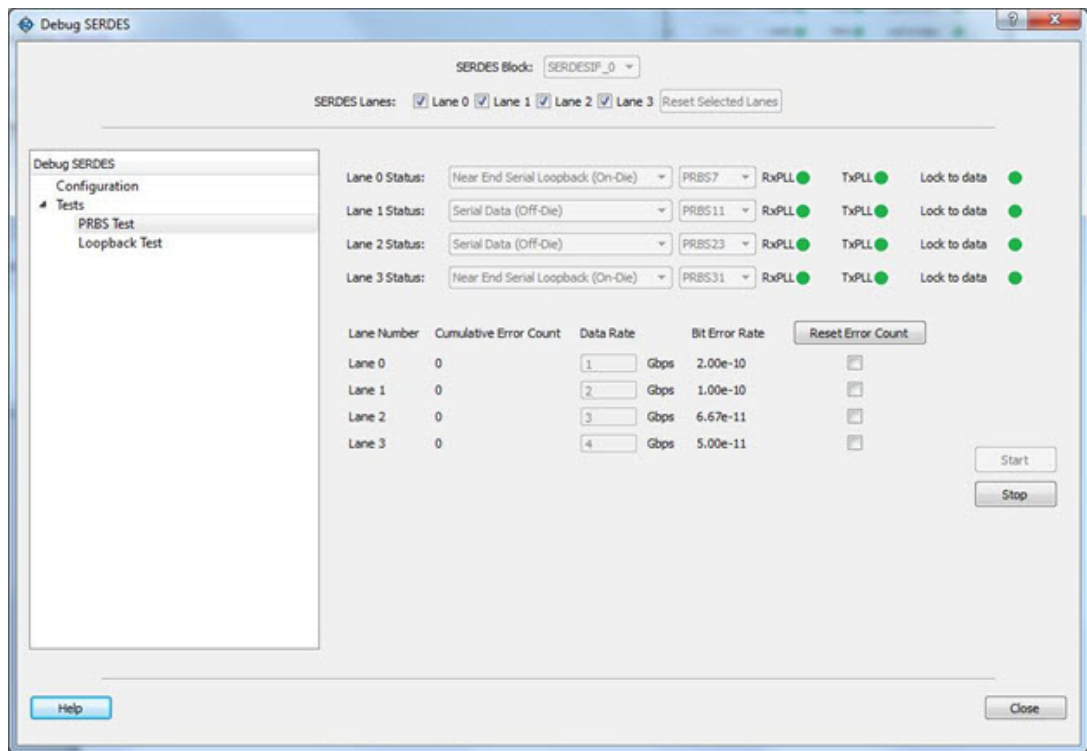 Debug SERDES
SERDES Block: SERDESIF_0
SERDES Lanes: Lane 0 Lane 1 Lane 2 Lane 3 Reset Selected Lanes
Debug SERDES
Configuration
Tests
PRBS Test
Loopback Test
Lane 0 Status: Near End Serial Loopback (On-Die) PRBS7 RxPLL TxPLL Lock to data
Lane 1 Status: Serial Data (Off-Die) PRBS11 RxPLL TxPLL Lock to data
Lane 2 Status: Serial Data (Off-Die) PRBS23 RxPLL TxPLL Lock to data
Lane 3 Status: Near End Serial Loopback (On-Die) PRBS31 RxPLL TxPLL Lock to data
Lane Number Cumulative Error Count Data Rate Bit Error Rate Reset Error Count
Lane 0 0 1 Gbps 2.00e-10
Lane 1 0 2 Gbps 1.00e-10
Lane 2 0 3 Gbps 6.67e-11
Lane 3 0 4 Gbps 5.00e-11
Start
Stop
Help Close